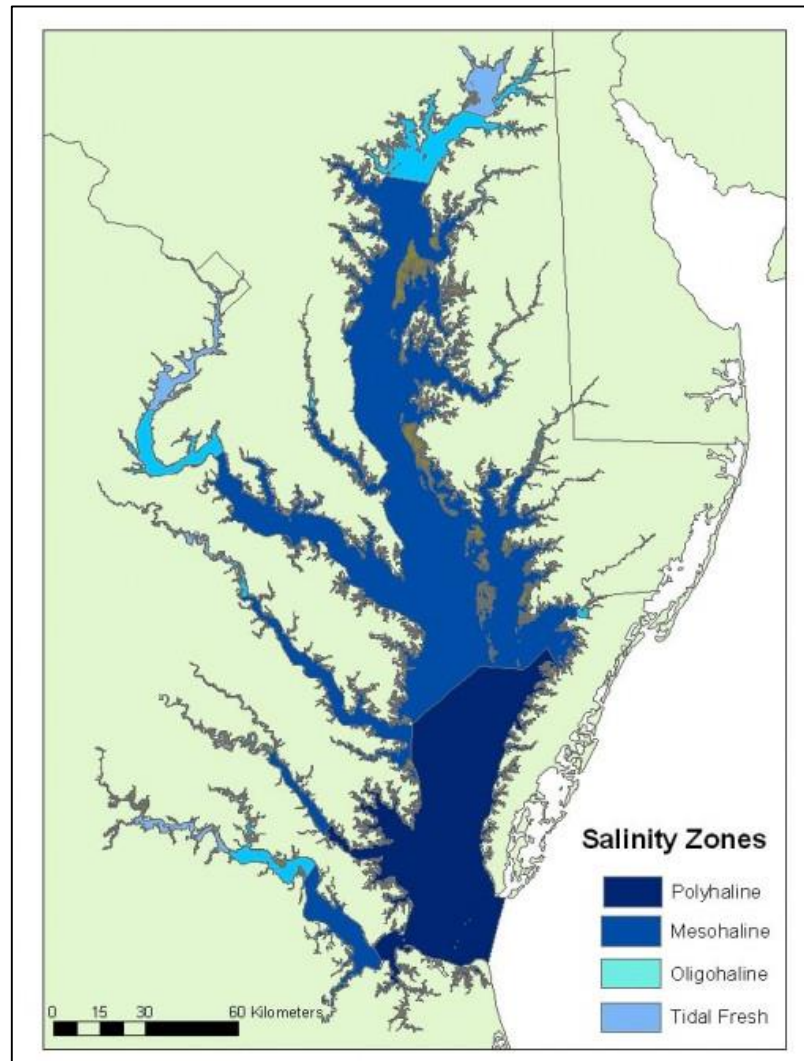 Salinity Zones
Polyhaline
Mesohaline
Oligohaline
Tidal Fresh
0 15 30 60 Kilometers